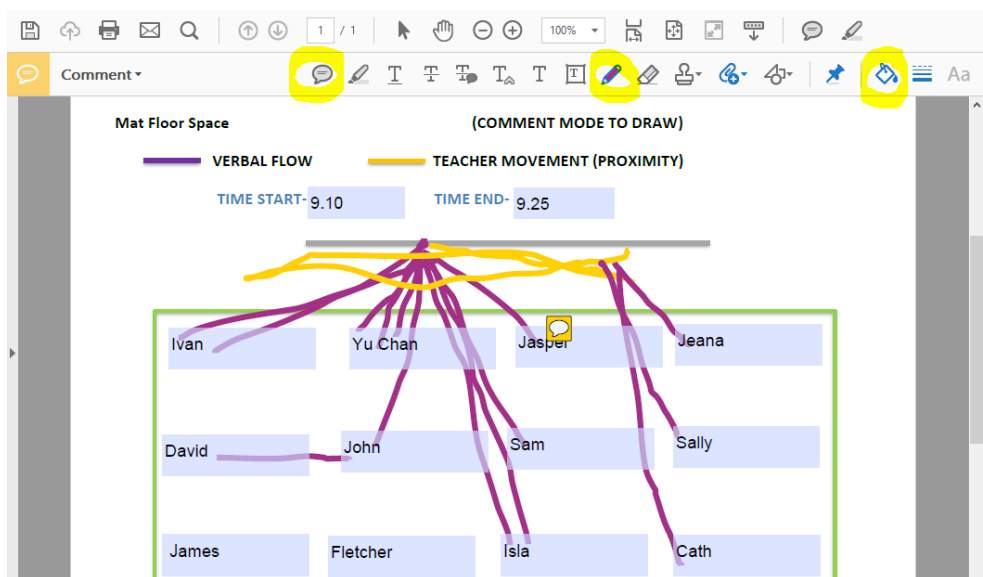 1 / 1 100%
Comment T T T T T T Aa
Mat Floor Space (COMMENT MODE TO DRAW)
VERBAL FLOW TEACHER MOVEMENT (PROXIMITY)
TIME START- 9.10 TIME END- 9.25
Ivan Yu Chan Jasper Jeana
David John Sam Sally
James Fletcher Isla Cath